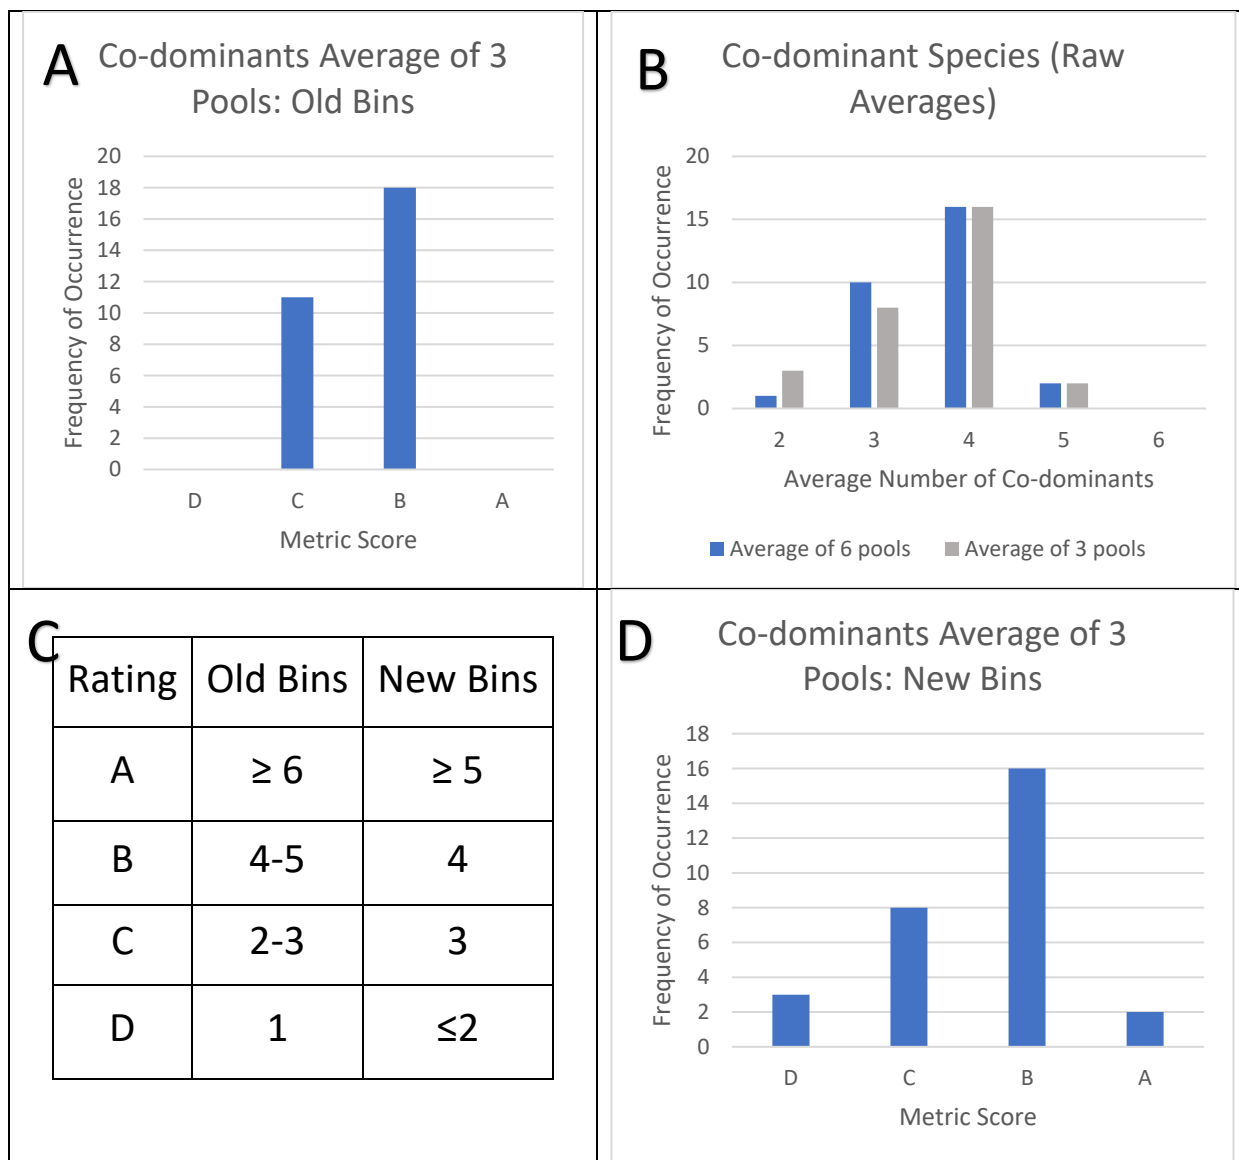 A
Co-dominants Average of 3
Pools: Old Bins
Frequency of Occurrence
20
18
16
14
12
10
8
6
4
2
0
D C B A
Metric Score
B
Co-dominant Species (Raw
Averages)
Frequency of Occurrence
20
15
10
5
0
2 3 4 5 6
Average Number of Co-dominants
Average of 6 pools Average of 3 pools
C
Rating Old Bins New Bins
A ≥ 6 ≥ 5
B 4-5 4
C 2-3 3
D 1 ≤2
D
Co-dominants Average of 3
Pools: New Bins
Frequency of Occurrence
18
16
14
12
10
8
6
4
2
0
D C B A
Metric Score